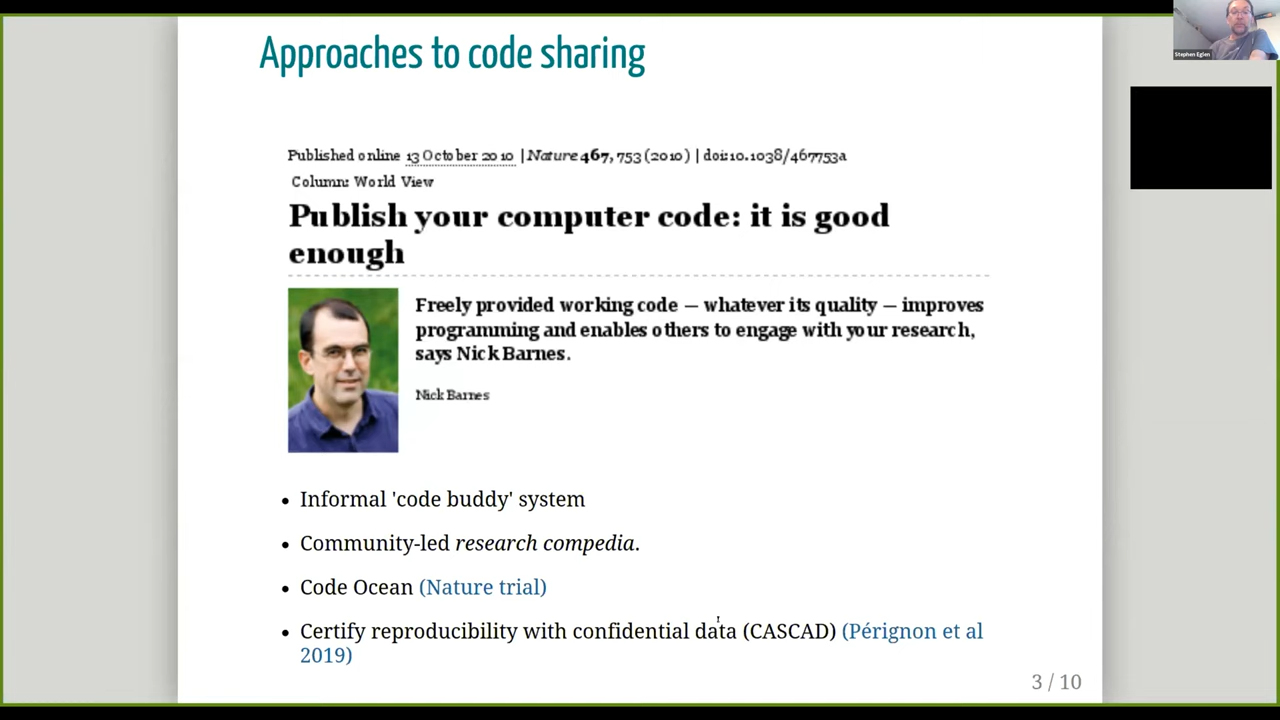 Approaches to code sharing
Stephen Eglen
Published online 13 October 2010 | Nature 467, 753 (2010) | doi:10.1038/467753a
Column: World View
Publish your computer code: it is good
enough
Freely provided working code — whatever its quality — improves
programming and enables others to engage with your research,
says Nick Barnes.
Nick Barnes
• Informal 'code buddy' system
• Community-led research compedia.
• Code Ocean (Nature trial)
• Certify reproducibility with confidential data (CASCAD) (Pérignon et al
2019)
3 / 10